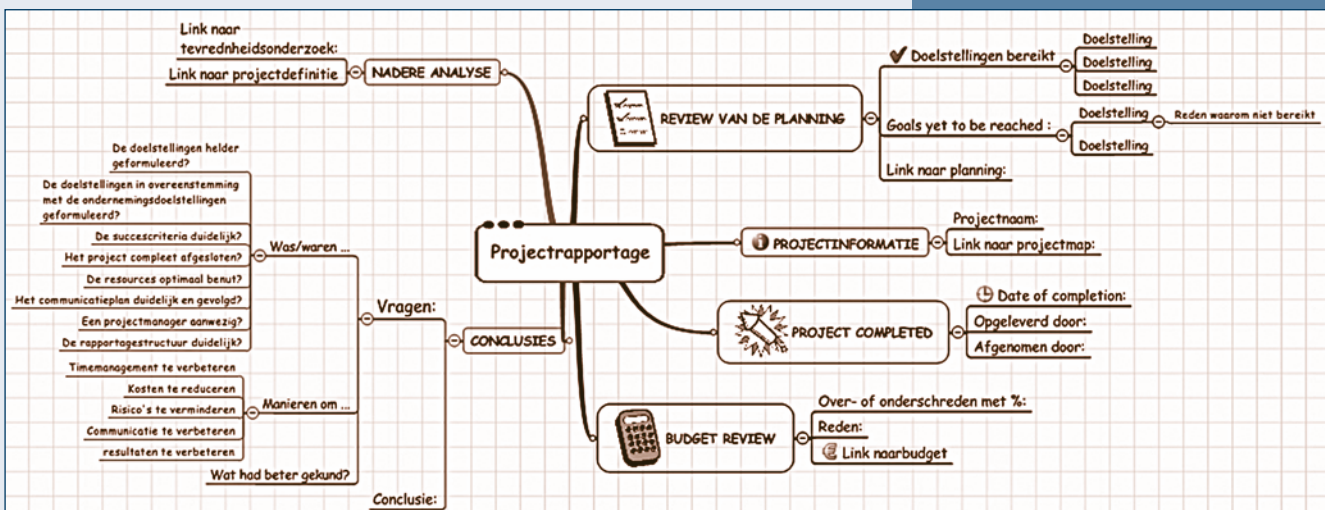 Projectrapportage
REVIEW VAN DE PLANNING
Doelstellingen bereikt
Doelstelling
Doelstelling
Doelstelling
Goals yet to be reached :
Doelstelling
Reden waarom niet bereikt
Doelstelling
Link naar planning:
PROJECTINFORMATIE
Projectnaam:
Link naar projectmap:
PROJECT COMPLETED
Date of completion:
Opgeleverd door:
Afgenomen door:
BUDGET REVIEW
Over- of onderschreden met %:
Reden:
€ Link naarbudget
NADERE ANALYSE
Link naar
tevrednheidsonderzoek:
Link naar projectdefinitie
CONCLUSIES
Vragen:
Was/waren ...
De doelstellingen helder
geformuleerd?
De doelstellingen in overeenstemming
met de ondernemingsdoelstellingen
geformuleerd?
De succescriteria duidelijk?
Het project compleet afgesloten?
De resources optimaal benut?
Het communicatieplan duidelijk en gevolgd?
Een projectmanager aanwezig?
De rapportagestructuur duidelijk?
Manieren om ...
Timemanagement te verbeteren
Kosten te reduceren
Risico's te verminderen
Communicatie te verbeteren
resultaten te verbeteren
Wat had beter gekund?
Conclusie: